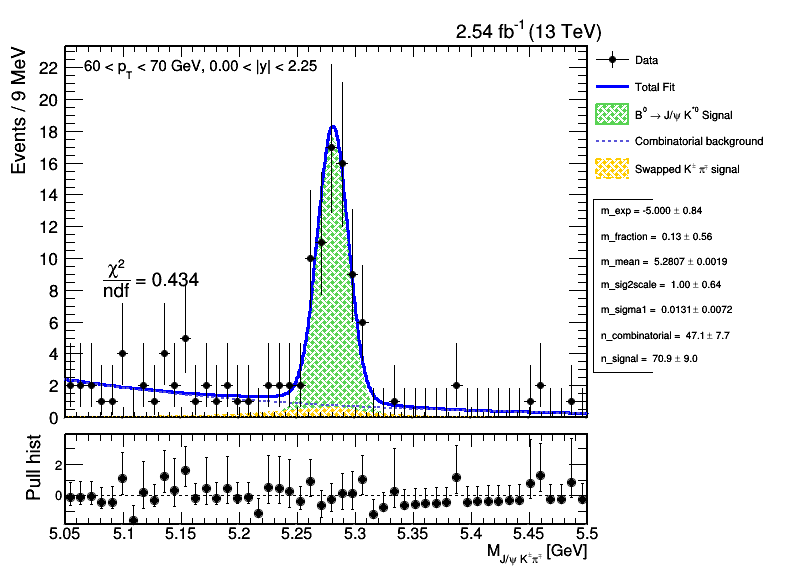 2.54 fb⁻¹ (13 TeV)
Events / 9 MeV
22
20
18
16
14
12
10
8
6
4
2
0
60 < p_T < 70 GeV, 0.00 < |y| < 2.25
χ²/ndf = 0.434
Data
Total Fit
B⁰ → J/ψ K*⁰ Signal
Combinatorial background
Swapped K± π∓ signal
m_exp = -5.000 ± 0.84
m_fraction = 0.13 ± 0.56
m_mean = 5.2807 ± 0.0019
m_sig2scale = 1.00 ± 0.64
m_sigma1 = 0.0131 ± 0.0072
n_combinatorial = 47.1 ± 7.7
n_signal = 70.9 ± 9.0
Pull hist
2
0
5.05 5.1 5.15 5.2 5.25 5.3 5.35 5.4 5.45 5.5
M_J/ψ K± π∓ [GeV]